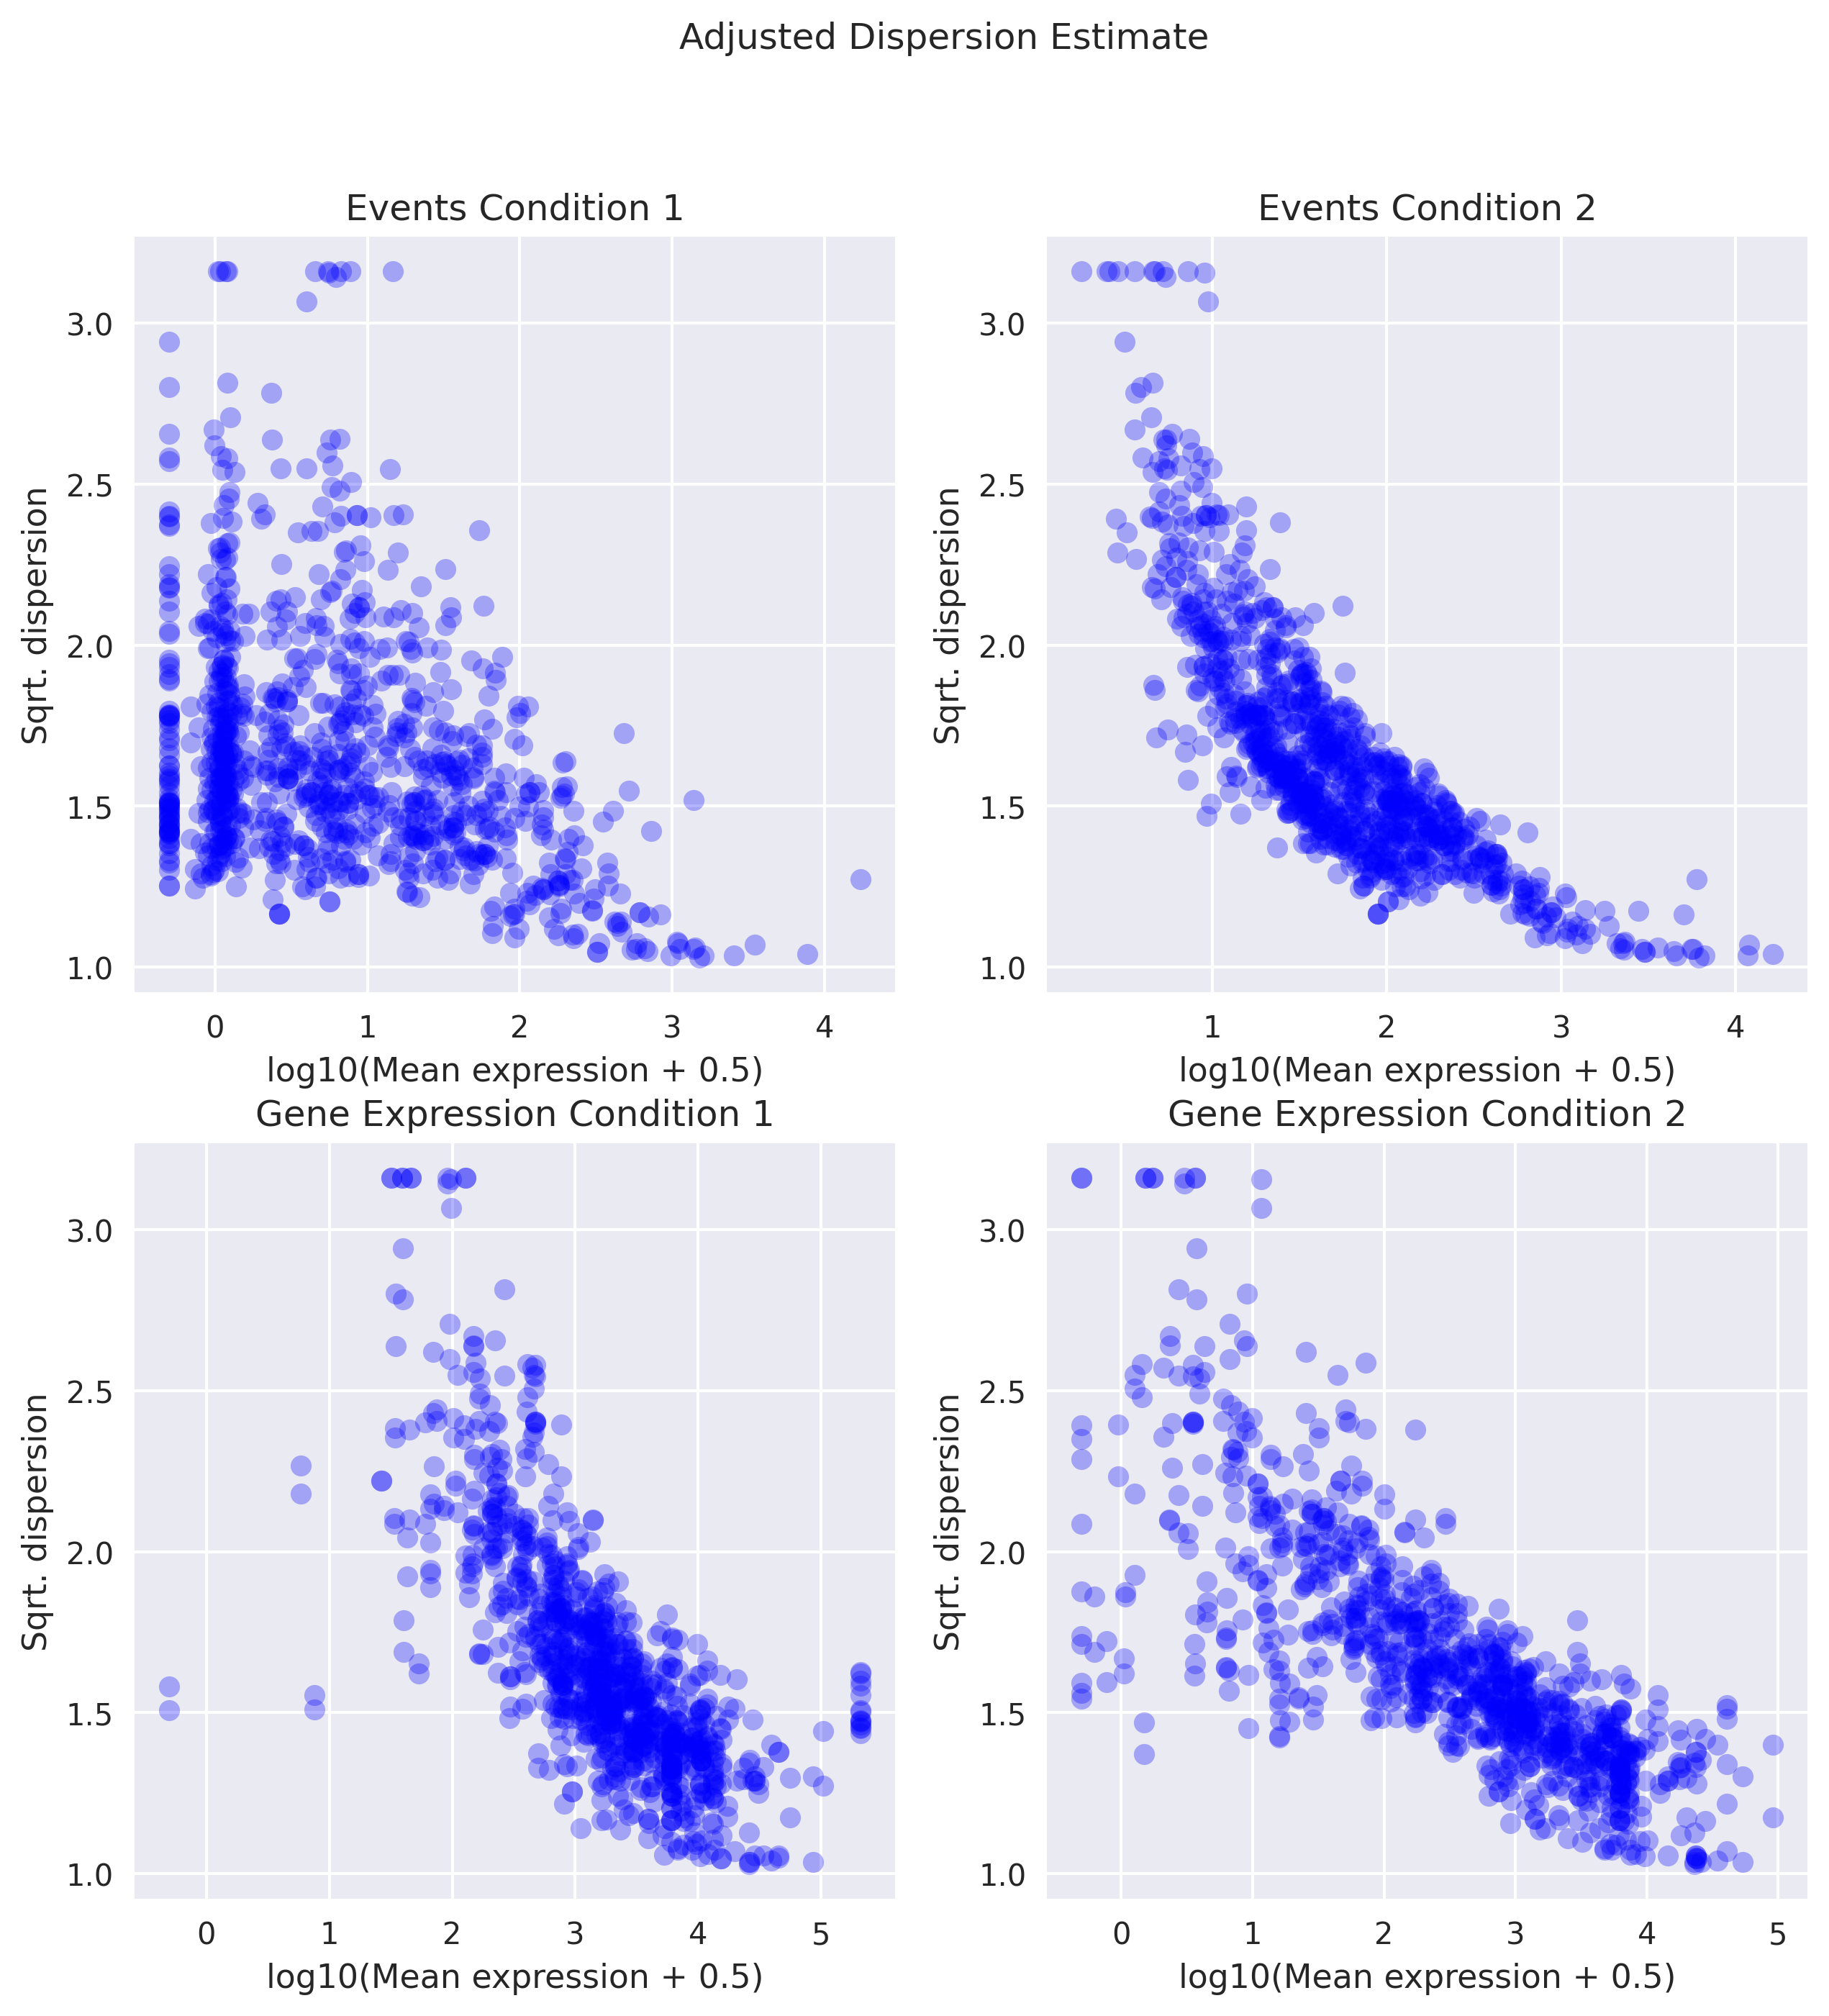 Adjusted Dispersion Estimate
Events Condition 1
Events Condition 2
Sqrt. dispersion
3.0
2.5
2.0
1.5
1.0
0 1 2 3 4
log10(Mean expression + 0.5)
Sqrt. dispersion
3.0
2.5
2.0
1.5
1.0
1 2 3 4
log10(Mean expression + 0.5)
Gene Expression Condition 1
Gene Expression Condition 2
Sqrt. dispersion
3.0
2.5
2.0
1.5
1.0
0 1 2 3 4 5
log10(Mean expression + 0.5)
Sqrt. dispersion
3.0
2.5
2.0
1.5
1.0
0 1 2 3 4 5
log10(Mean expression + 0.5)